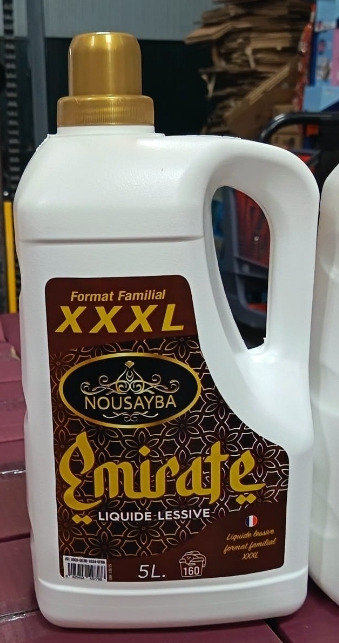 Format Familial
XXXL
NOUSAYBA
Emirate
LIQUIDE LESSIVE
Liquide lessive
format familial
XXXL
5L.
160